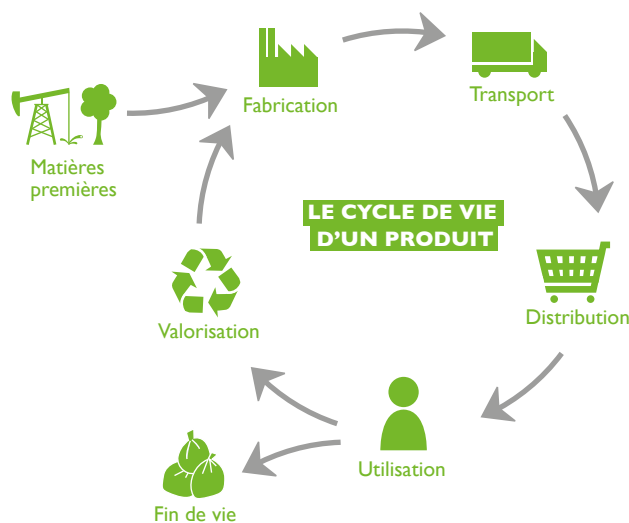 Fabrication
Transport
Matières
premières
LE CYCLE DE VIE
D'UN PRODUIT
Distribution
Valorisation
Utilisation
Fin de vie